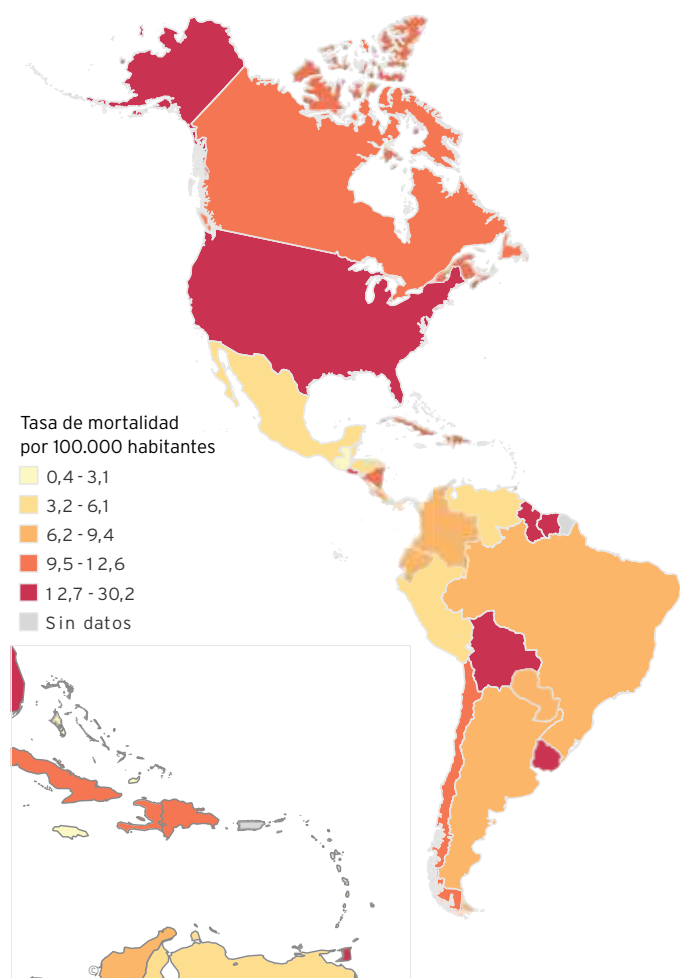 Tasa de mortalidad
por 100.000 habitantes
0,4 - 3,1
3,2 - 6,1
6,2 - 9,4
9,5 - 12,6
12,7 - 30,2
Sin datos
©